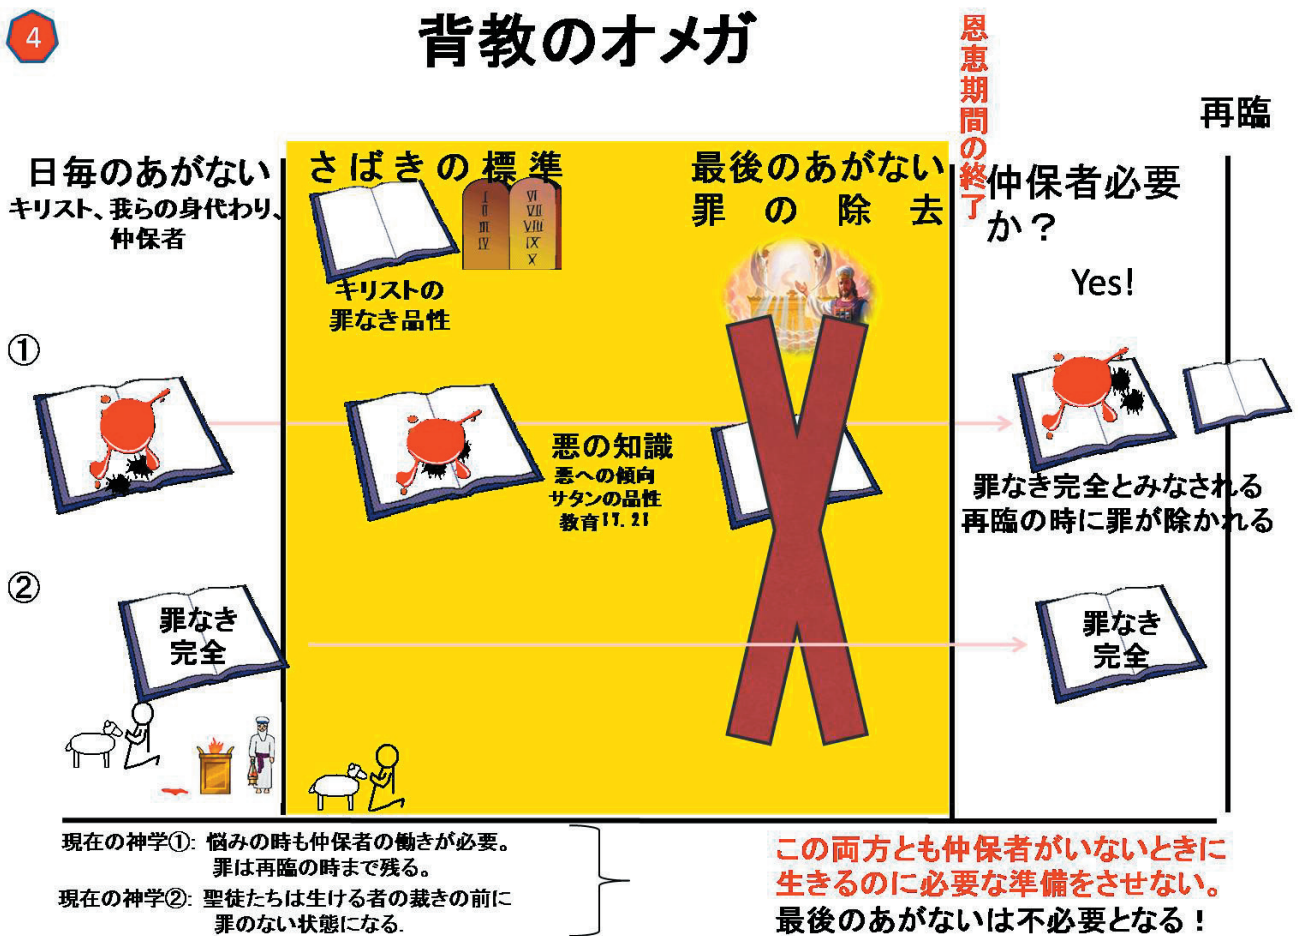 4
背教のオメガ
恩恵期間の終了
再臨
日毎のあがない
キリスト、我らの身代わり、
仲保者
さばきの標準
I
II
III
IV
VI
VII
VIII
IX
X
キリストの
罪なき品性
最後のあがない
罪の除去
仲保者必要
か？
Yes!
①
悪の知識
悪への傾向
サタンの品性
教育17. 21
罪なき完全とみなされる
再臨の時に罪が除かれる
②
罪なき
完全
罪なき
完全
現在の神学①: 悩みの時も仲保者の働きが必要。
罪は再臨の時まで残る。
現在の神学②: 聖徒たちは生ける者の裁きの前に
罪のない状態になる.
この両方とも仲保者がいないときに
生きるのに必要な準備をさせない。
最後のあがないは不必要となる！